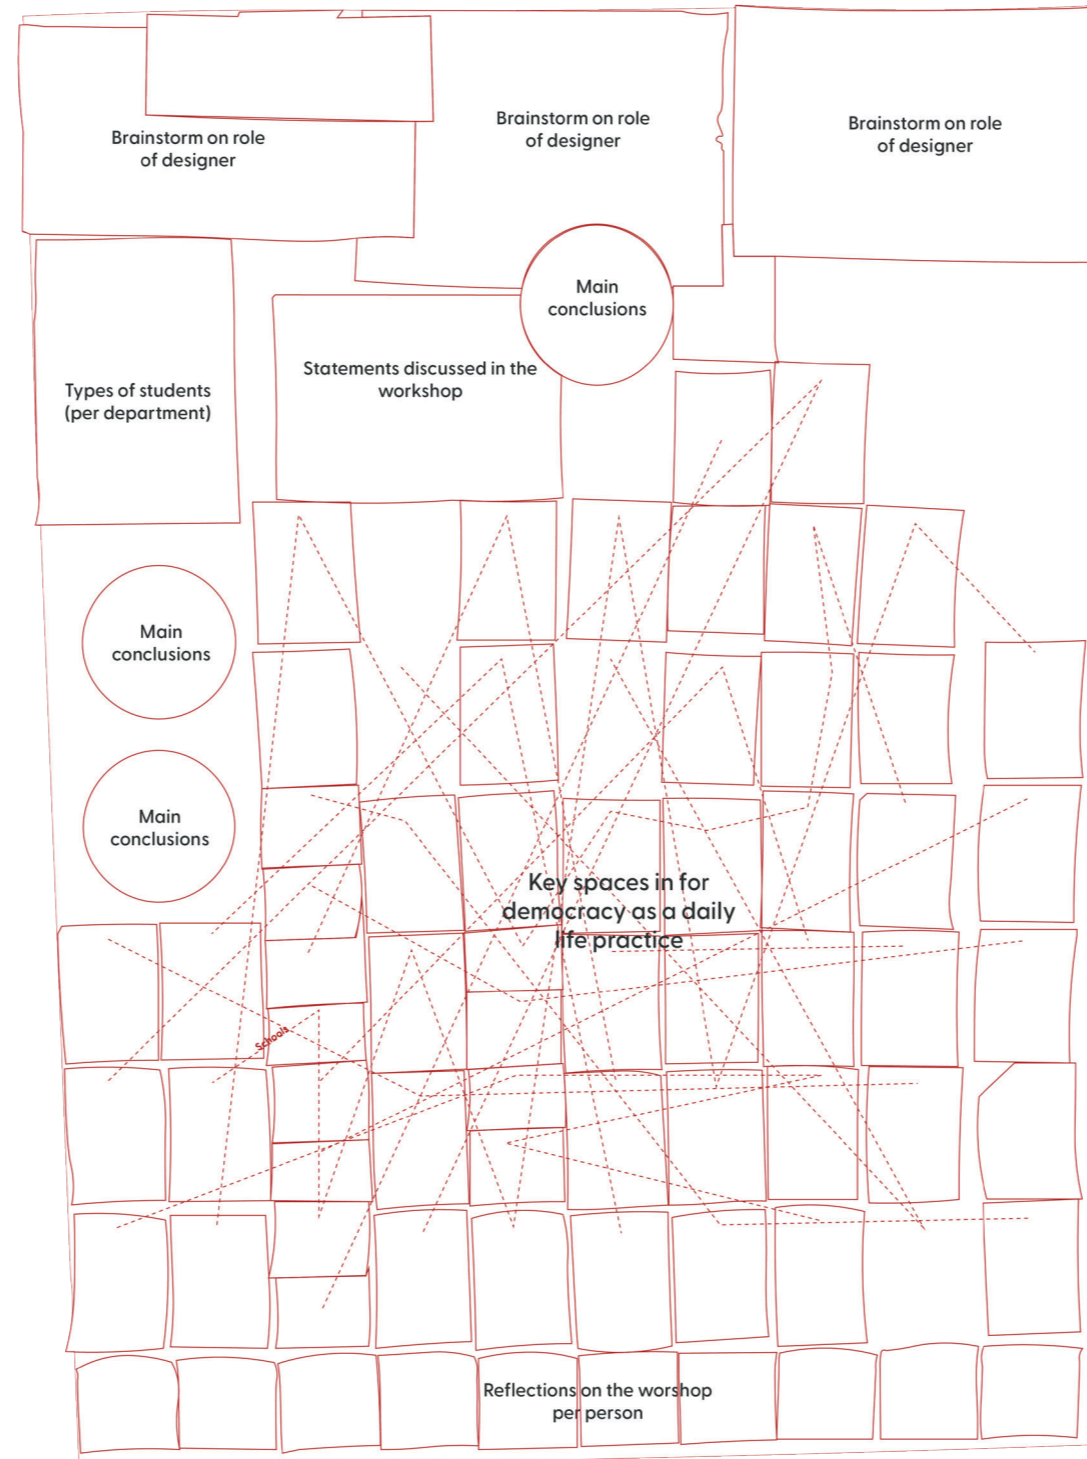 Brainstorm on role
of designer
Brainstorm on role
of designer
Brainstorm on role
of designer
Main
conclusions
Statements discussed in the
workshop
Types of students
(per department)
Main
conclusions
Main
conclusions
Key spaces in for
democracy as a daily
life practice
Schools
Reflections on the worshop
per person